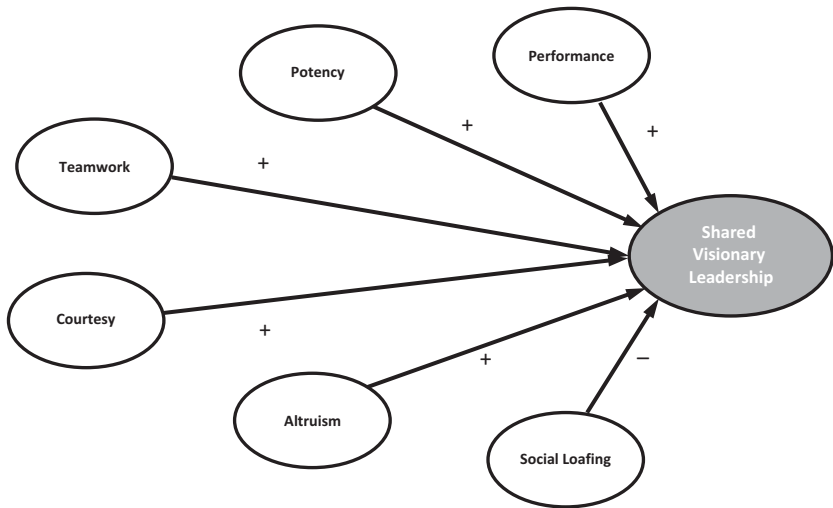 Potency
Performance
+
+
Teamwork
+
Shared
Visionary
Leadership
Courtesy
+
+
−
Altruism
Social Loafing